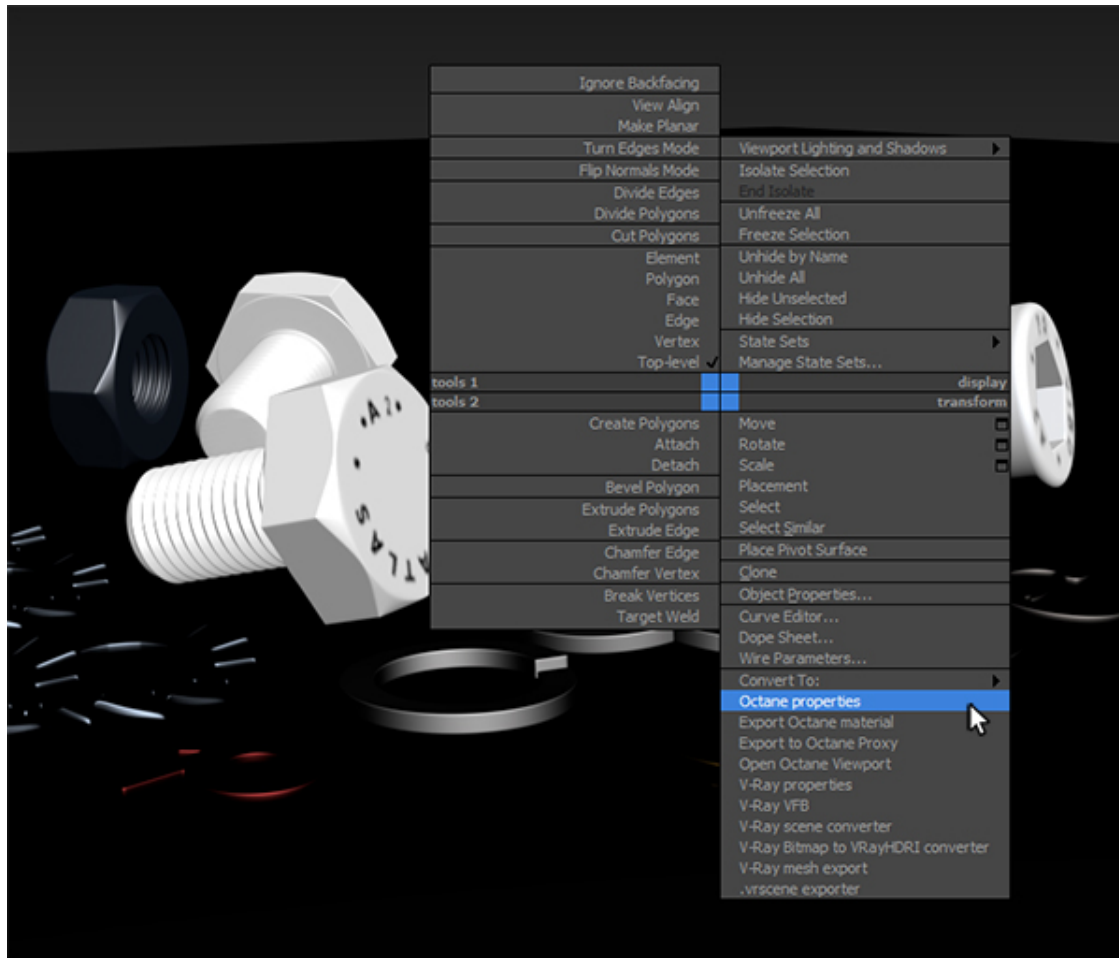 Ignore Backfacing
View Align
Make Planar
Turn Edges Mode
Flip Normals Mode
Divide Edges
Divide Polygons
Cut Polygons
Element
Polygon
Face
Edge
Vertex
Top-level
tools 1
tools 2
Create Polygons
Attach
Detach
Bevel Polygon
Extrude Polygons
Extrude Edge
Chamfer Edge
Chamfer Vertex
Break Vertices
Target Weld
Viewport Lighting and Shadows
Isolate Selection
End Isolate
Unfreeze All
Freeze Selection
Unhide by Name
Unhide All
Hide Unselected
Hide Selection
State Sets
Manage State Sets...
display
transform
Move
Rotate
Scale
Placement
Select
Select Similar
Place Pivot Surface
Clone
Object Properties...
Curve Editor...
Dope Sheet...
Wire Parameters...
Convert To:
Octane properties
Export Octane material
Export to Octane Proxy
Open Octane Viewport
V-Ray properties
V-Ray VFB
V-Ray scene converter
V-Ray Bitmap to VRayHDRI converter
V-Ray mesh export
.vrscene exporter
• A 2 •
ATLAS